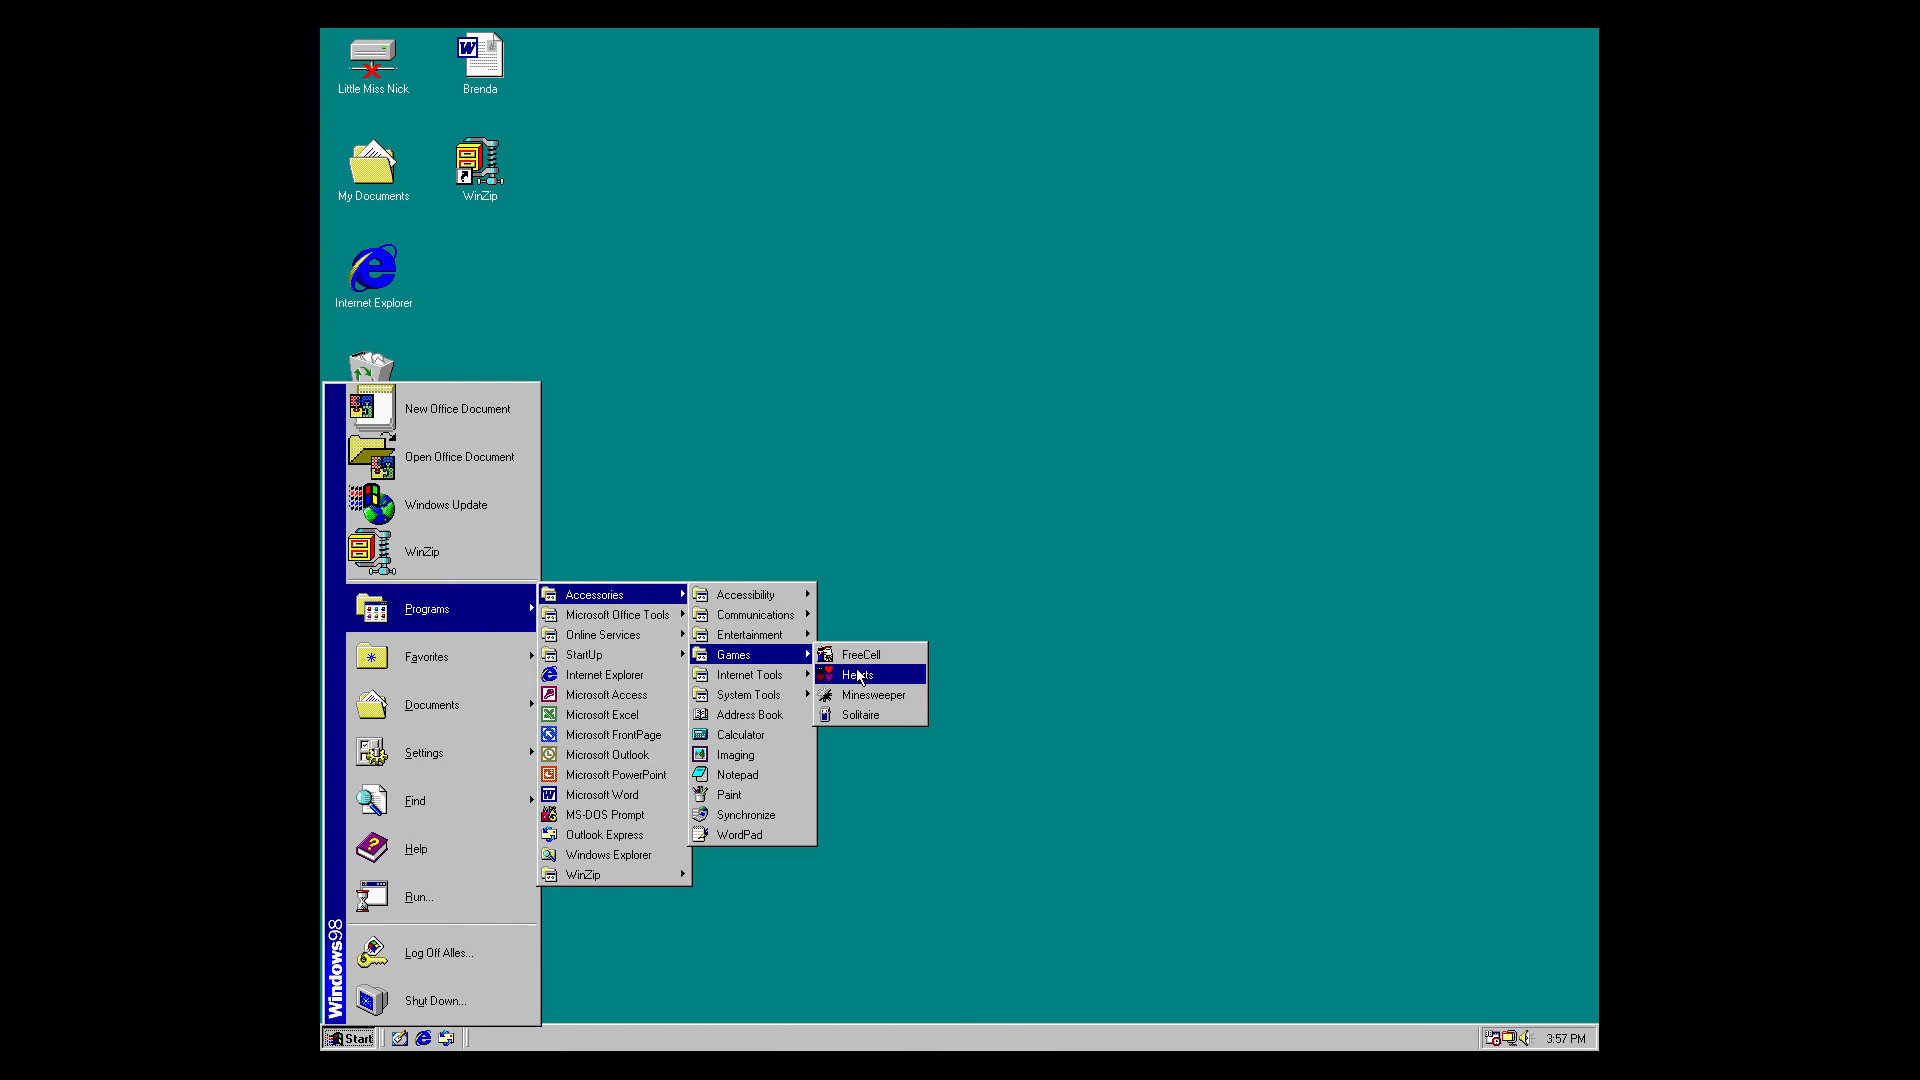 Little Miss Nick
Brenda
My Documents
WinZip
Internet Explorer
New Office Document
Open Office Document
Windows Update
WinZip
Programs
Favorites
Documents
Settings
Find
Help
Run...
Log Off Alles...
Shut Down...
Windows98
Accessories
Microsoft Office Tools
Online Services
StartUp
Internet Explorer
Microsoft Access
Microsoft Excel
Microsoft FrontPage
Microsoft Outlook
Microsoft PowerPoint
Microsoft Word
MS-DOS Prompt
Outlook Express
Windows Explorer
WinZip
Accessibility
Communications
Entertainment
Games
Internet Tools
System Tools
Address Book
Calculator
Imaging
Notepad
Paint
Synchronize
WordPad
FreeCell
Hearts
Minesweeper
Solitaire
Start
3:57 PM